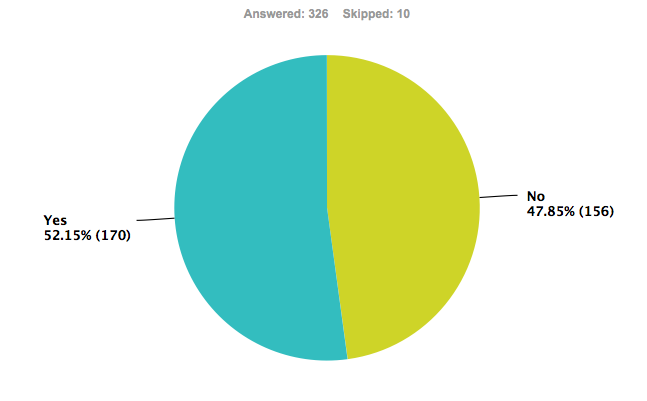 Answered: 326    Skipped: 10
No
47.85% (156)
Yes
52.15% (170)